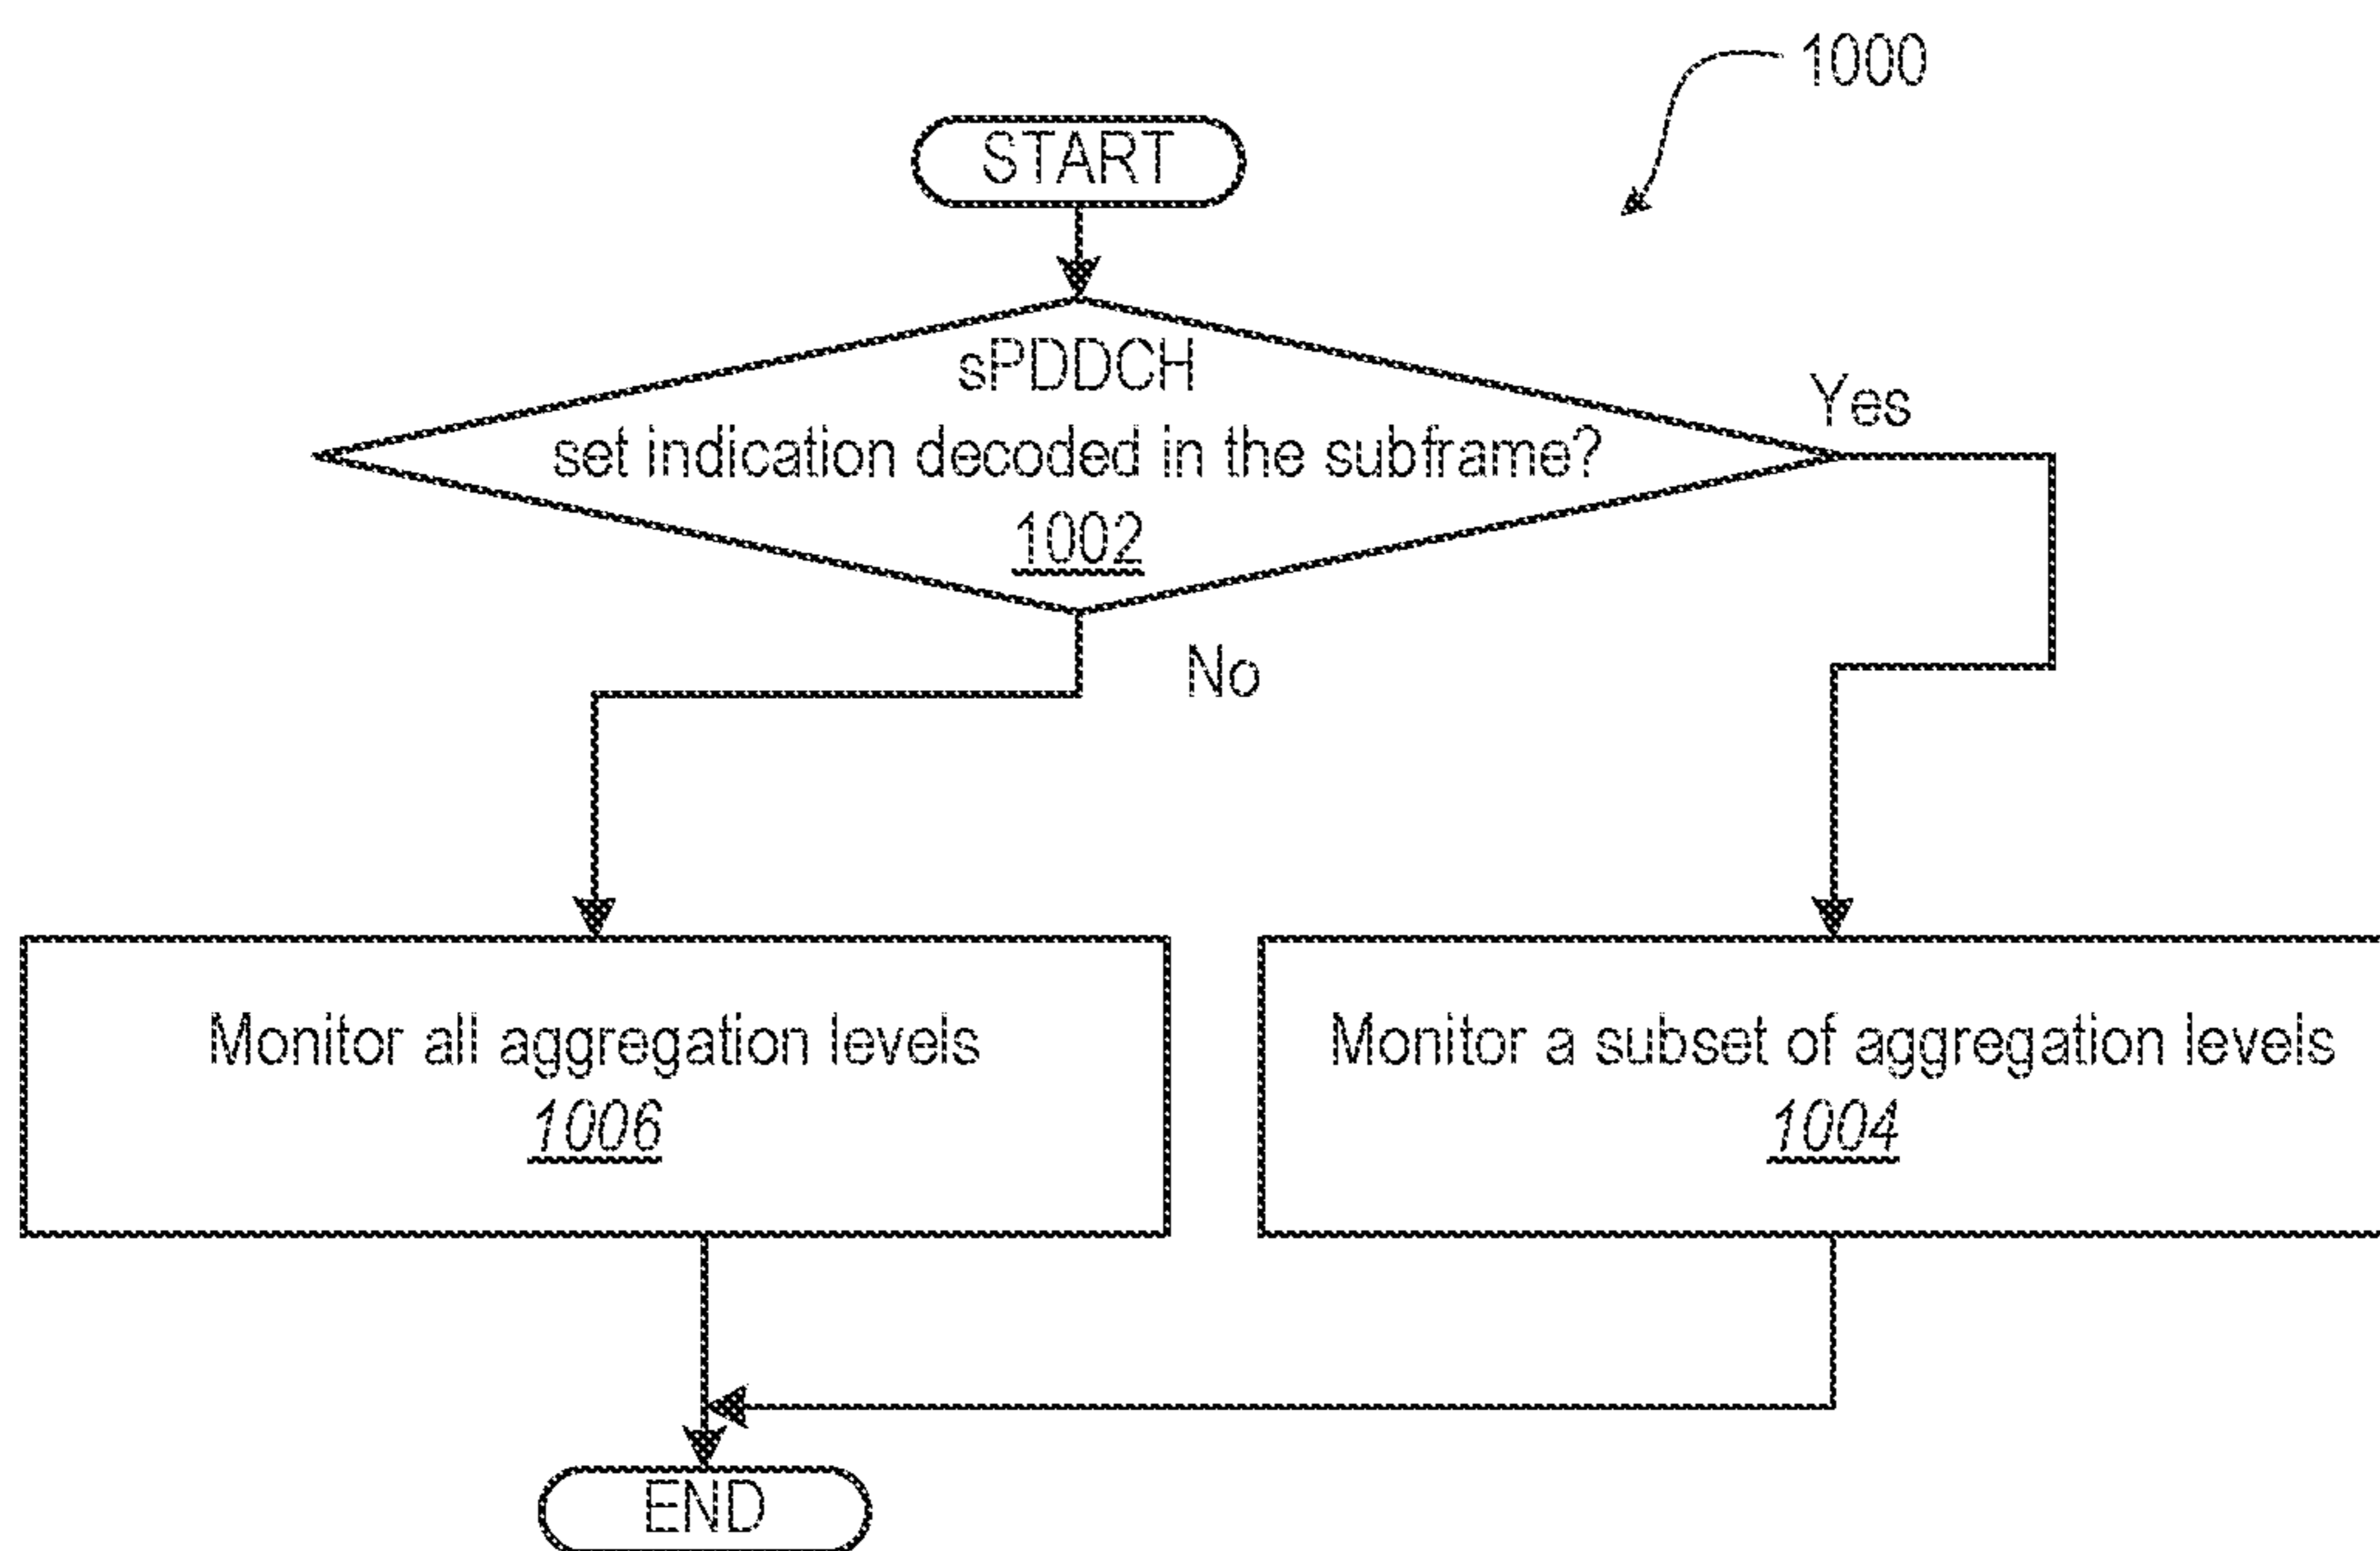 1000
START
sPDDCH
set indication decoded in the subframe?
1002
Yes
No
Monitor all aggregation levels
1006
Monitor a subset of aggregation levels
1004
END